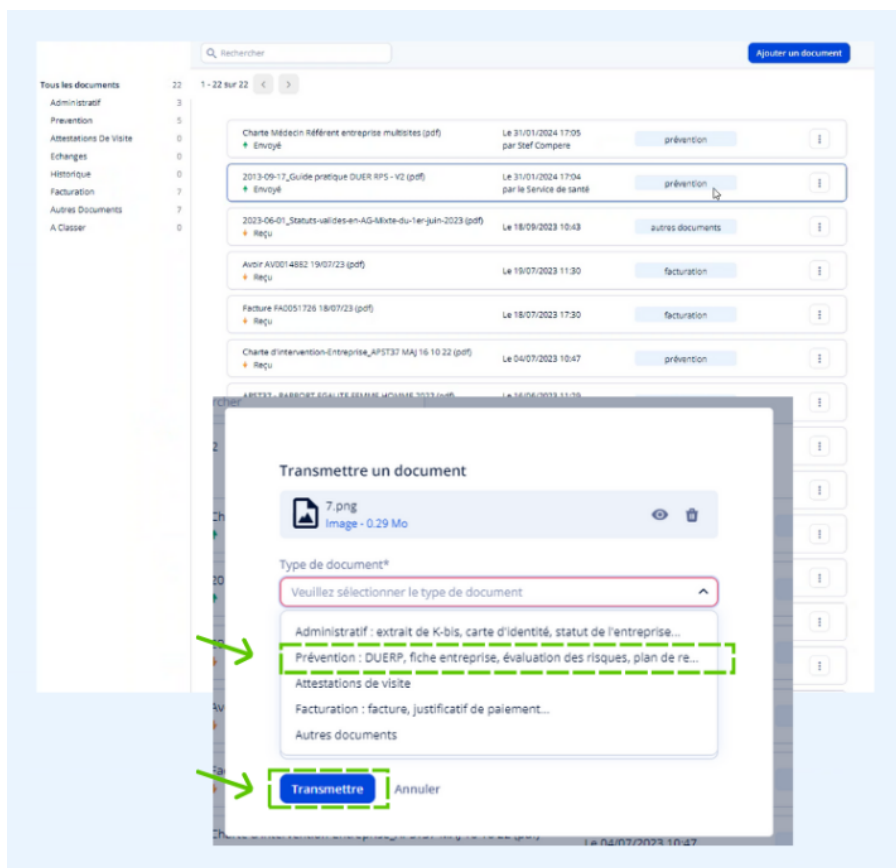 Rechercher
Ajouter un document
Tous les documents 22
1 - 22 sur 22
Administratif 3
Prevention 5
Attestations De Visite 0
Echanges 0
Historique 0
Facturation 7
Autres Documents 7
A Classer 0
Charte Médecin Référent entreprise multisites (pdf)
Envoyé
Le 31/01/2024 17:05
par Stef Compere
prévention
2013-09-17_Guide pratique DUER RPS - V2 (pdf)
Envoyé
Le 31/01/2024 17:04
par le Service de santé
prévention
2023-06-01_Statuts-valides-en-AG-Mixte-du-1er-juin-2023 (pdf)
Reçu
Le 18/09/2023 10:43
autres documents
Avoir AV0014882 19/07/23 (pdf)
Reçu
Le 19/07/2023 11:30
facturation
Facture FA0051726 18/07/23 (pdf)
Reçu
Le 18/07/2023 17:30
facturation
Charte d'intervention-Entreprise_APST37 MAJ 16 10 22 (pdf)
Reçu
Le 04/07/2023 10:47
prévention
Transmettre un document
7.png
Image - 0.29 Mo
Type de document*
Veuillez sélectionner le type de document
Administratif : extrait de K-bis, carte d'identité, statut de l'entreprise...
Prévention : DUERP, fiche entreprise, évaluation des risques, plan de re...
Attestations de visite
Facturation : facture, justificatif de paiement...
Autres documents
Transmettre
Annuler
Le 04/07/2023 10:47